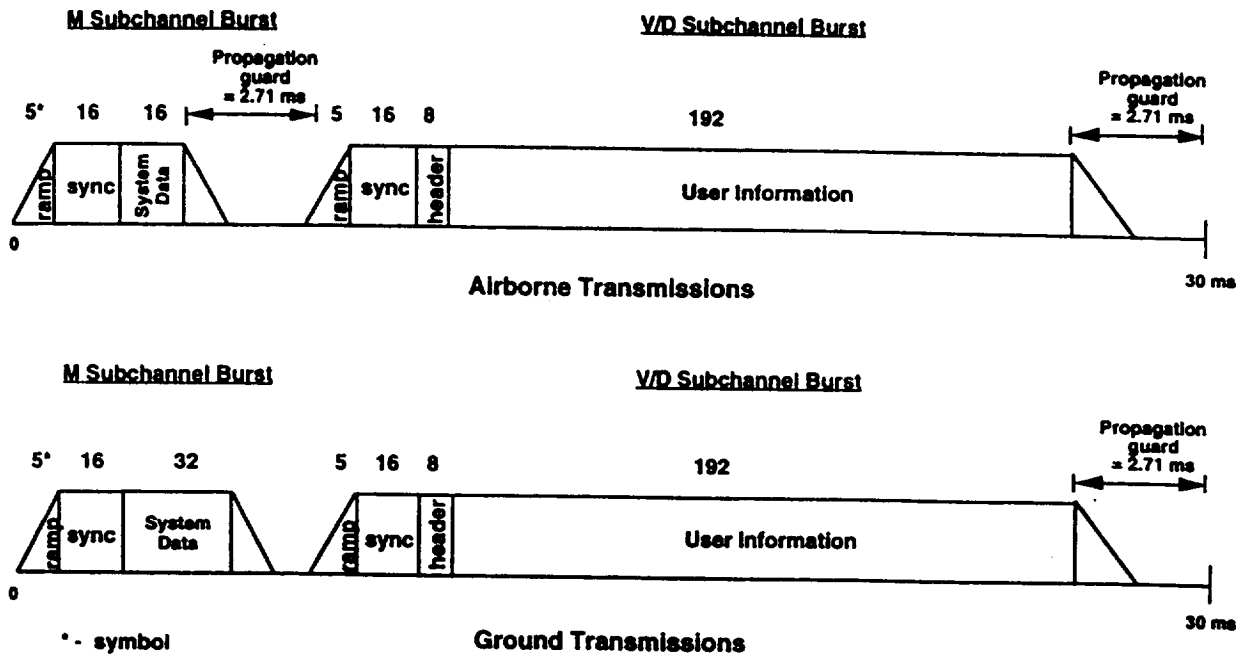 M Subchannel Burst
V/D Subchannel Burst
Propagation
guard
= 2.71 ms
Propagation
guard
= 2.71 ms
5* 16 16 5 16 8 192
ramp sync System Data ramp sync header User Information
0
30 ms
Airborne Transmissions
M Subchannel Burst
V/D Subchannel Burst
Propagation
guard
= 2.71 ms
5* 16 32 5 16 8 192
ramp sync System Data ramp sync header User Information
0
30 ms
* - symbol
Ground Transmissions